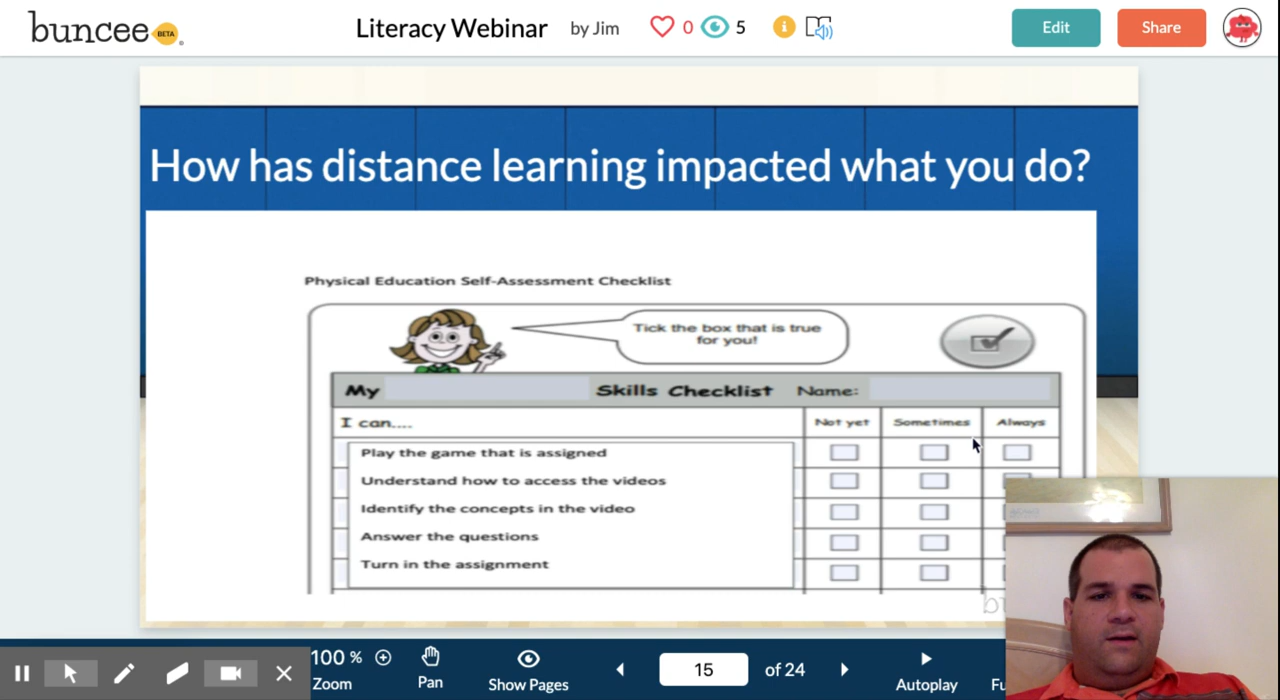 buncee BETA
Literacy Webinar by Jim 0 5
Edit
Share
How has distance learning impacted what you do?
Physical Education Self-Assessment Checklist
Tick the box that is true
for you!
My Skills Checklist Name:
I can.... Not yet Sometimes Always
Play the game that is assigned
Understand how to access the videos
Identify the concepts in the video
Answer the questions
Turn in the assignment
100 %
Zoom
Pan
Show Pages
15 of 24
Autoplay
Fu